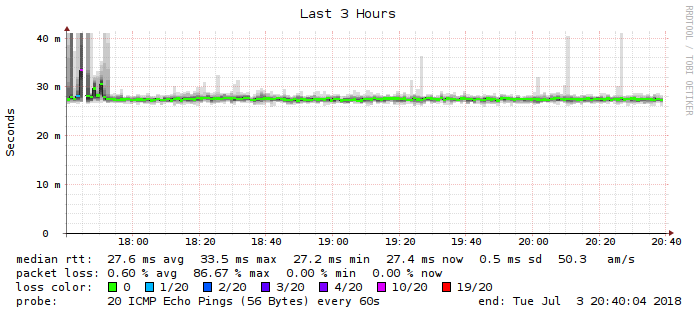 Last 3 Hours
RRDTOOL / TOBI OETIKER
Seconds
40 m
30 m
20 m
10 m
0
18:00 18:20 18:40 19:00 19:20 19:40 20:00 20:20 20:40
median rtt: 27.6 ms avg 33.5 ms max 27.2 ms min 27.4 ms now 0.5 ms sd 50.3 am/s
packet loss: 0.60 % avg 86.67 % max 0.00 % min 0.00 % now
loss color: 0 1/20 2/20 3/20 4/20 10/20 19/20
probe: 20 ICMP Echo Pings (56 Bytes) every 60s end: Tue Jul 3 20:40:04 2018